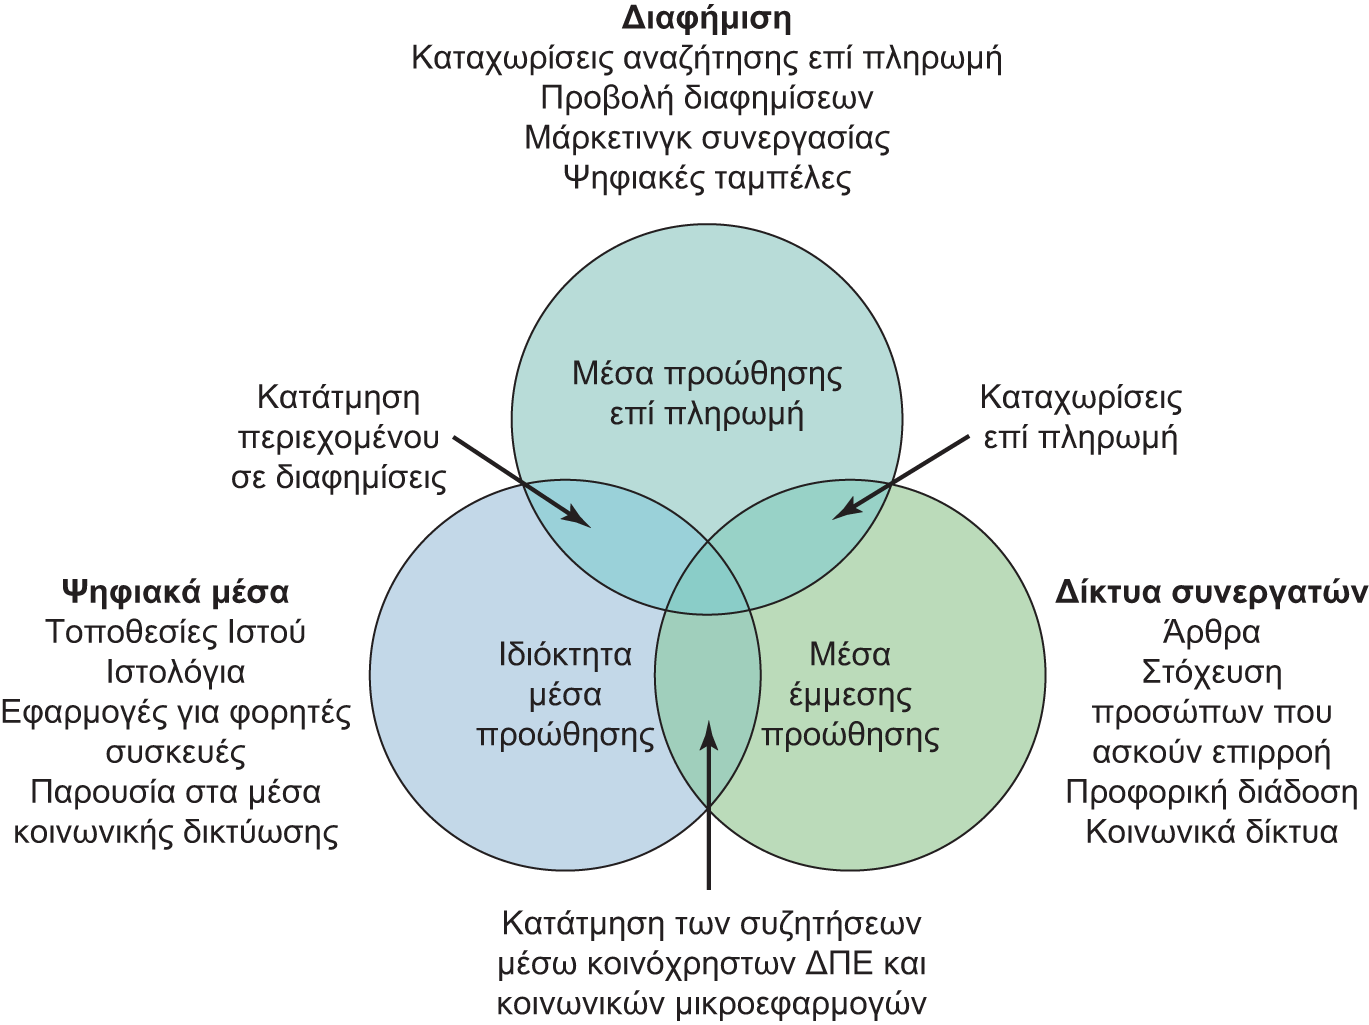 Διαφήμιση
Καταχωρίσεις αναζήτησης επί πληρωμή
Προβολή διαφημίσεων
Μάρκετινγκ συνεργασίας
Ψηφιακές ταμπέλες
Μέσα προώθησης
επί πληρωμή
Κατάτμηση
περιεχομένου
σε διαφημίσεις
Καταχωρίσεις
επί πληρωμή
Ψηφιακά μέσα
Τοποθεσίες Ιστού
Ιστολόγια
Εφαρμογές για φορητές
συσκευές
Παρουσία στα μέσα
κοινωνικής δικτύωσης
Ιδιόκτητα
μέσα
προώθησης
Μέσα
έμμεσης
προώθησης
Δίκτυα συνεργατών
Άρθρα
Στόχευση
προσώπων που
ασκούν επιρροή
Προφορική διάδοση
Κοινωνικά δίκτυα
Κατάτμηση των συζητήσεων
μέσω κοινόχρηστων ΔΠΕ και
κοινωνικών μικροεφαρμογών